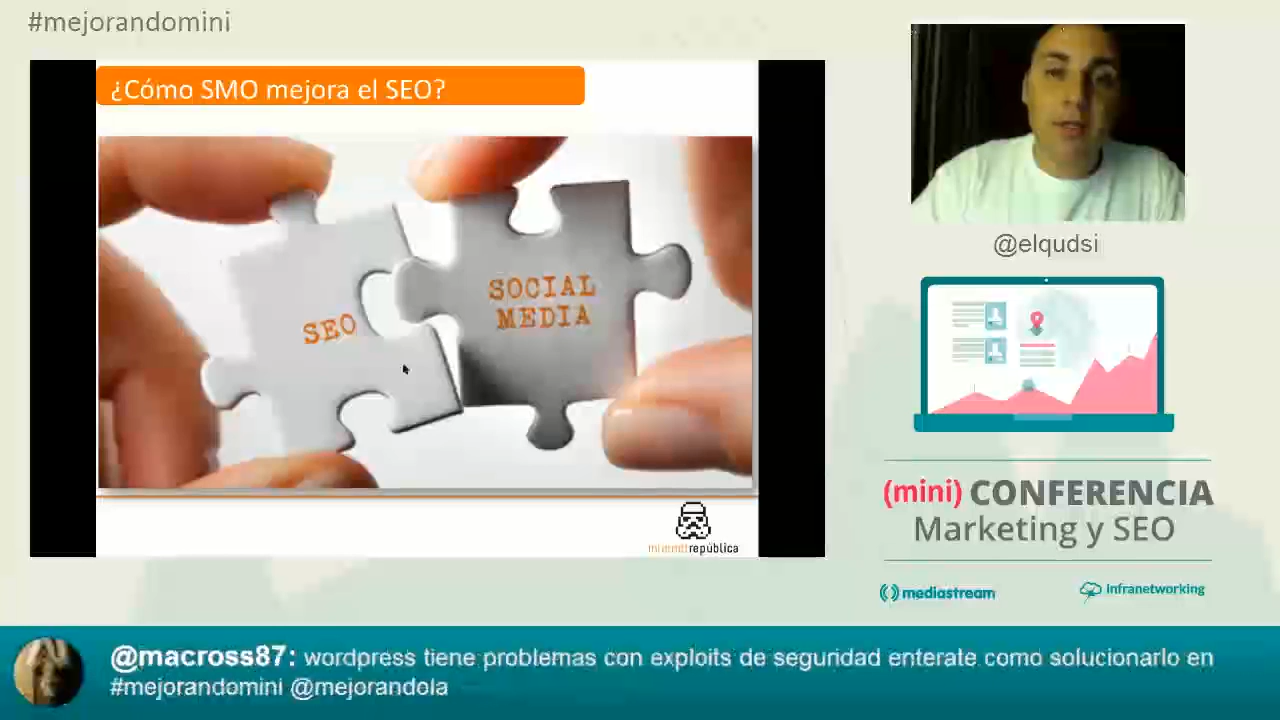 #mejorandomini
¿Cómo SMO mejora el SEO?
SEO
SOCIAL
MEDIA
república
@elqudsi
(mini) CONFERENCIA
Marketing y SEO
mediastream
infranetworking
@macross87: wordpress tiene problemas con exploits de seguridad enterate como solucionarlo en
#mejorandomini @mejorandola